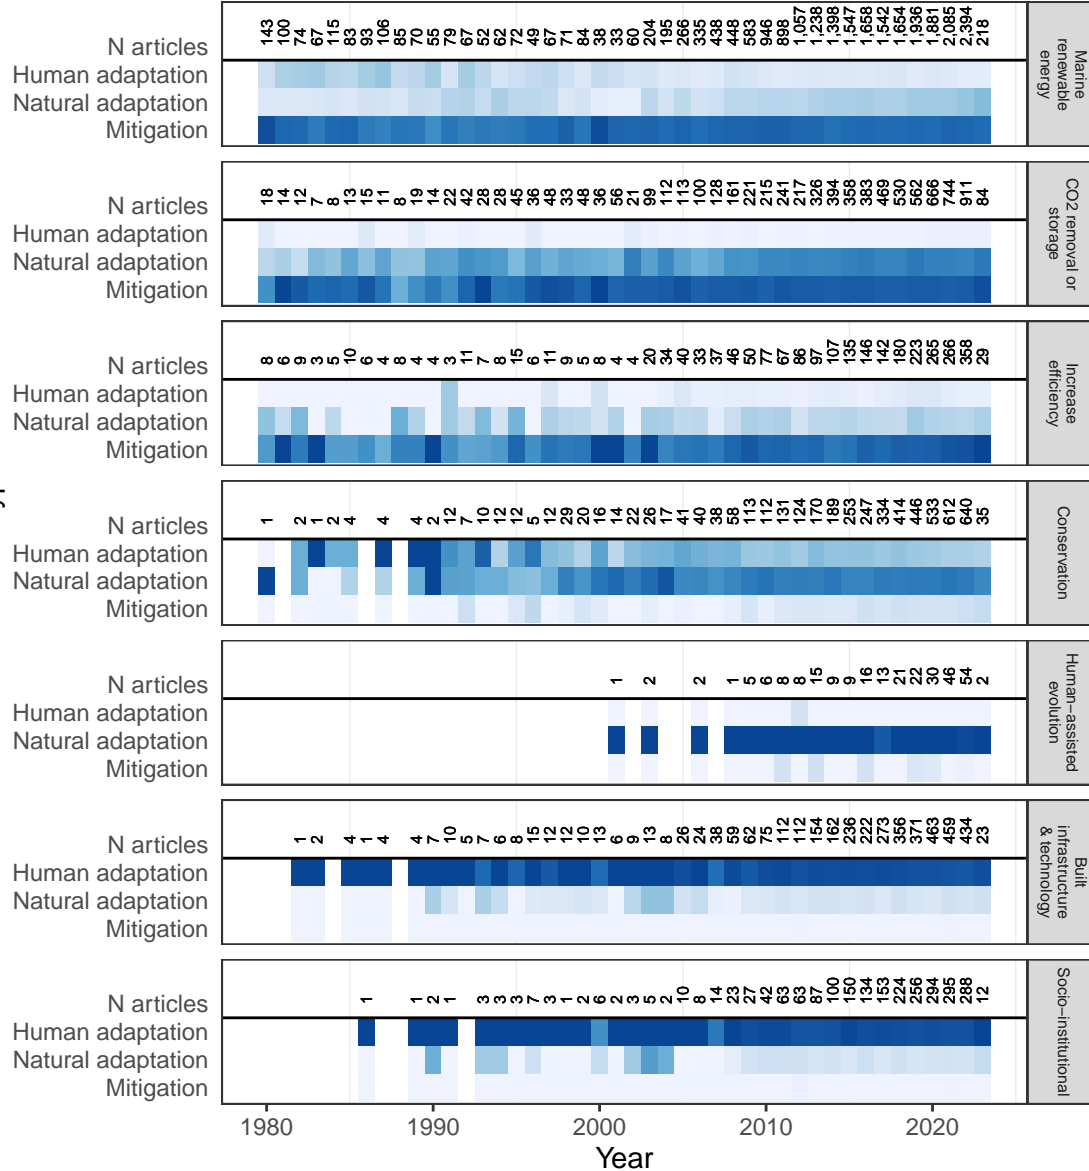 N articles 143 100 74 67 115 83 93 106 85 70 55 79 67 52 62 72 49 67 71 84 38 33 60 204 195 266 335 438 448 583 946 898 1,057 1,238 1,398 1,547 1,658 1,542 1,654 1,936 1,881 2,085 2,394 218
Human adaptation
Natural adaptation
Mitigation
Marine
renewable
energy
N articles 18 14 12 7 8 13 15 11 8 19 14 22 42 28 28 45 36 48 33 48 36 56 21 99 112 113 100 128 161 221 215 241 217 326 394 358 383 469 530 562 666 744 911 84
Human adaptation
Natural adaptation
Mitigation
CO2 removal or
storage
N articles 8 6 9 3 5 10 6 4 8 4 4 3 11 7 8 15 6 11 9 5 8 4 4 20 34 40 33 37 46 50 77 67 86 97 107 135 146 142 180 223 265 266 358 29
Human adaptation
Natural adaptation
Mitigation
Increase
efficiency
N articles 1 2 1 2 4 4 4 2 12 7 10 12 12 5 12 29 20 16 14 22 26 17 41 40 38 58 113 112 131 124 170 189 253 247 334 414 446 533 612 640 35
Human adaptation
Natural adaptation
Mitigation
Conservation
N articles 1 2 2 1 5 6 8 8 15 9 9 16 13 21 22 30 46 54 2
Human adaptation
Natural adaptation
Mitigation
Human−assisted
evolution
N articles 1 2 4 1 4 4 7 10 5 7 6 8 15 12 12 10 13 6 9 13 8 26 24 38 59 62 75 112 112 154 162 236 222 273 356 371 463 459 434 23
Human adaptation
Natural adaptation
Mitigation
Built
infrastructure
& technology
N articles 1 1 2 1 3 3 3 7 3 1 2 6 2 3 5 2 10 8 14 23 27 42 63 63 87 100 150 134 153 224 256 294 295 288 12
Human adaptation
Natural adaptation
Mitigation
Socio−institutional
1980 1990 2000 2010 2020
Year